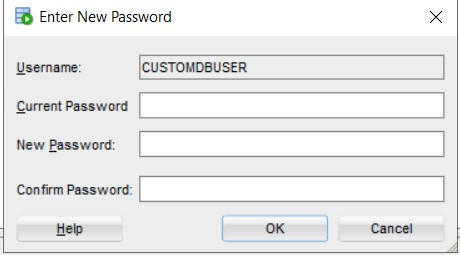 Enter New Password
Username: CUSTOMDBUSER
Current Password
New Password:
Confirm Password:
Help OK Cancel